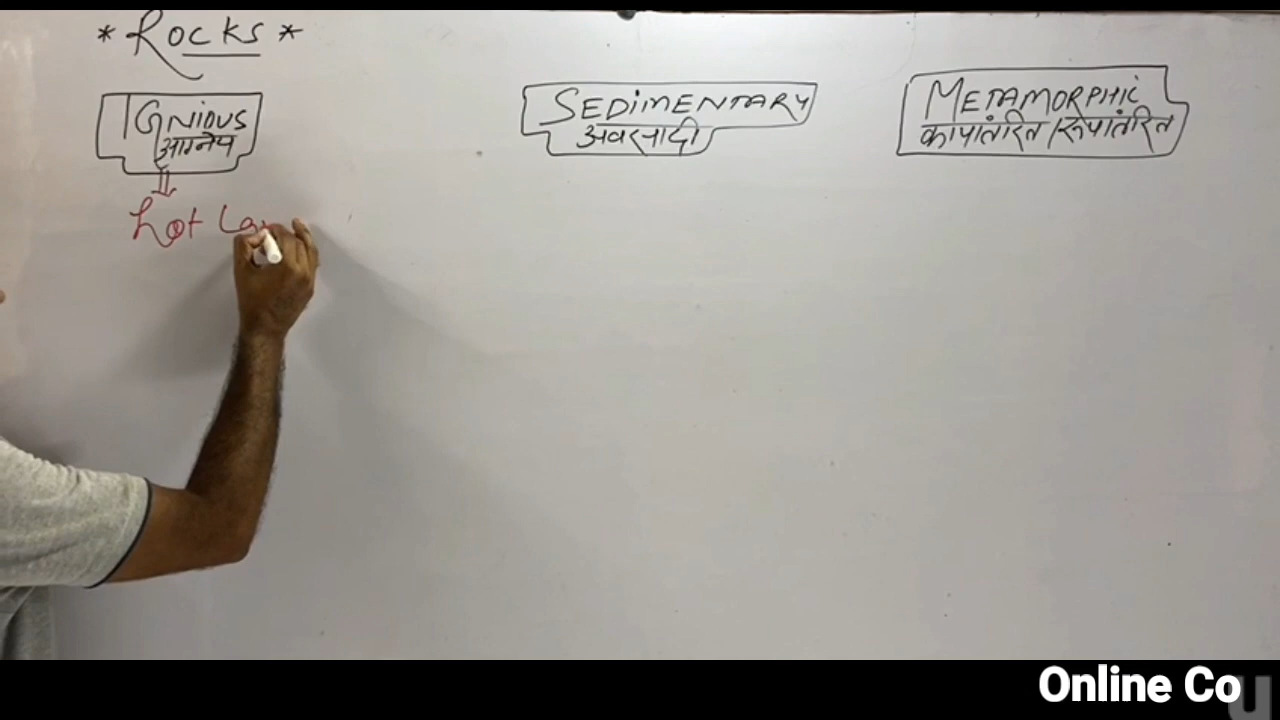 * Rocks *
IGNIOUS
आग्नेय
SEDIMENTARY
अवसादी
METAMORPHIC
कायांतरित / रूपांतरित
hot
Online Co